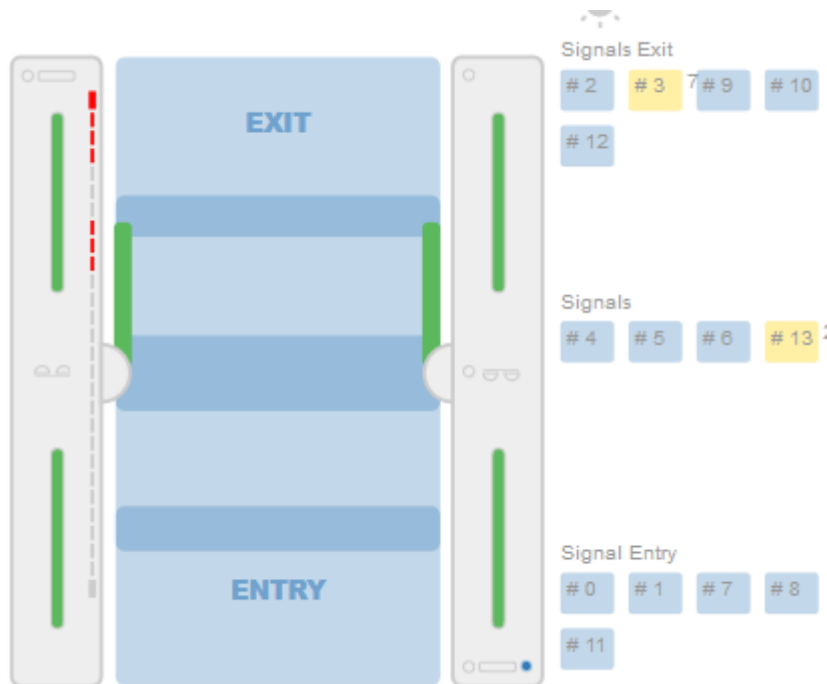 Signals Exit
# 2 # 3 7 # 9 # 10
# 12
EXIT
Signals
# 4 # 5 # 6 # 13 2
Signal Entry
# 0 # 1 # 7 # 8
# 11
ENTRY